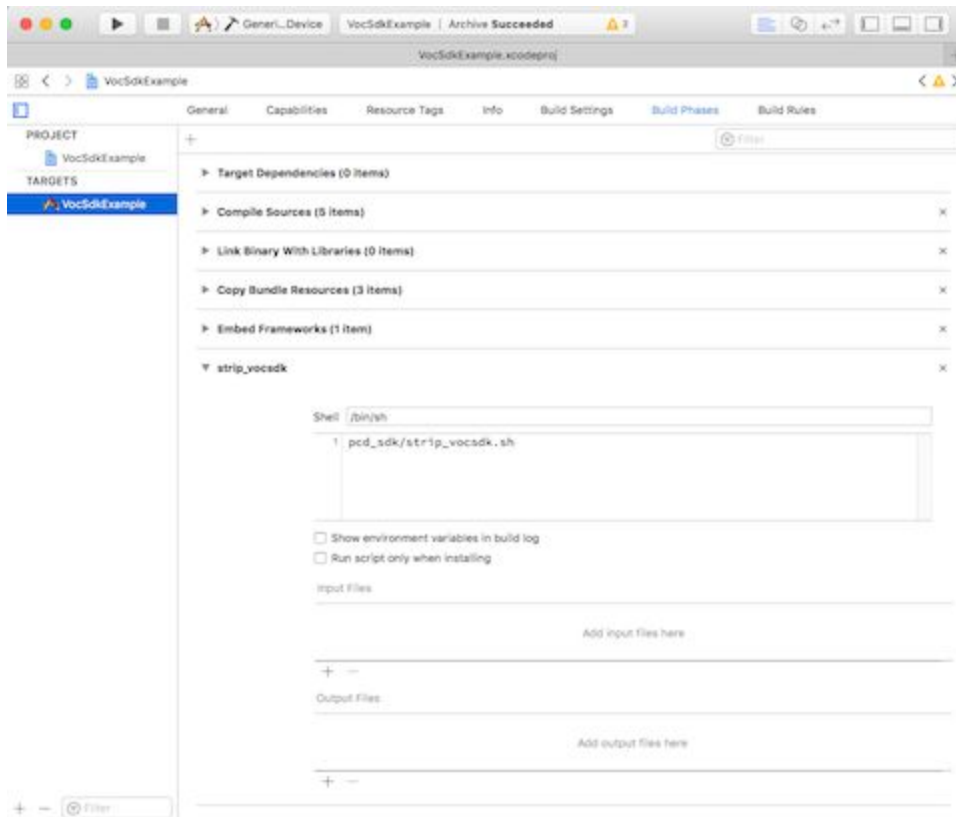 Generi...Device
VocSdkExample | Archive Succeeded
VocSdkExample.xcodeproj
VocSdkExample
General Capabilities Resource Tags Info Build Settings Build Phases Build Rules
PROJECT
VocSdkExample
TARGETS
VocSdkExample
Filter
Target Dependencies (0 items)
Compile Sources (5 items)
Link Binary With Libraries (0 items)
Copy Bundle Resources (3 items)
Embed Frameworks (1 item)
strip_vocsdk
Shell /bin/sh
1 pcd_sdk/strip_vocsdk.sh
Show environment variables in build log
Run script only when installing
Input Files
Add input files here
Output Files
Add output files here
Filter